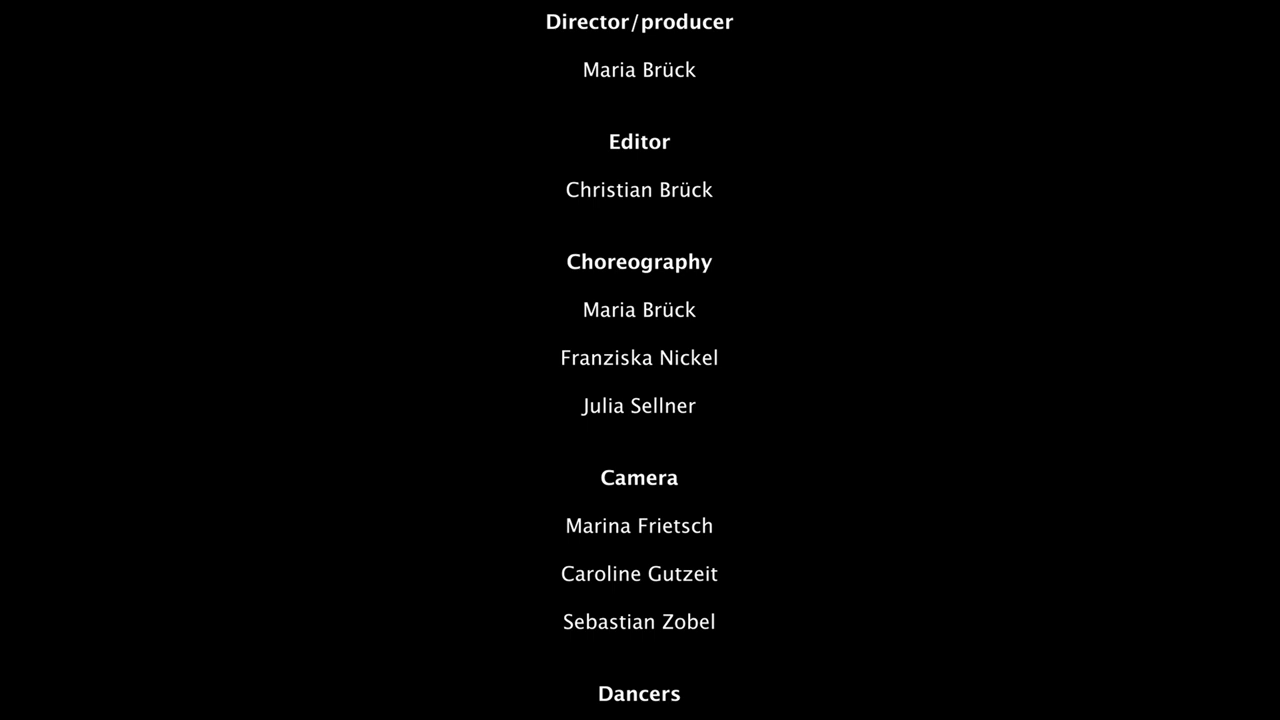 Director/producer
Maria Brück
Editor
Christian Brück
Choreography
Maria Brück
Franziska Nickel
Julia Sellner
Camera
Marina Frietsch
Caroline Gutzeit
Sebastian Zobel
Dancers